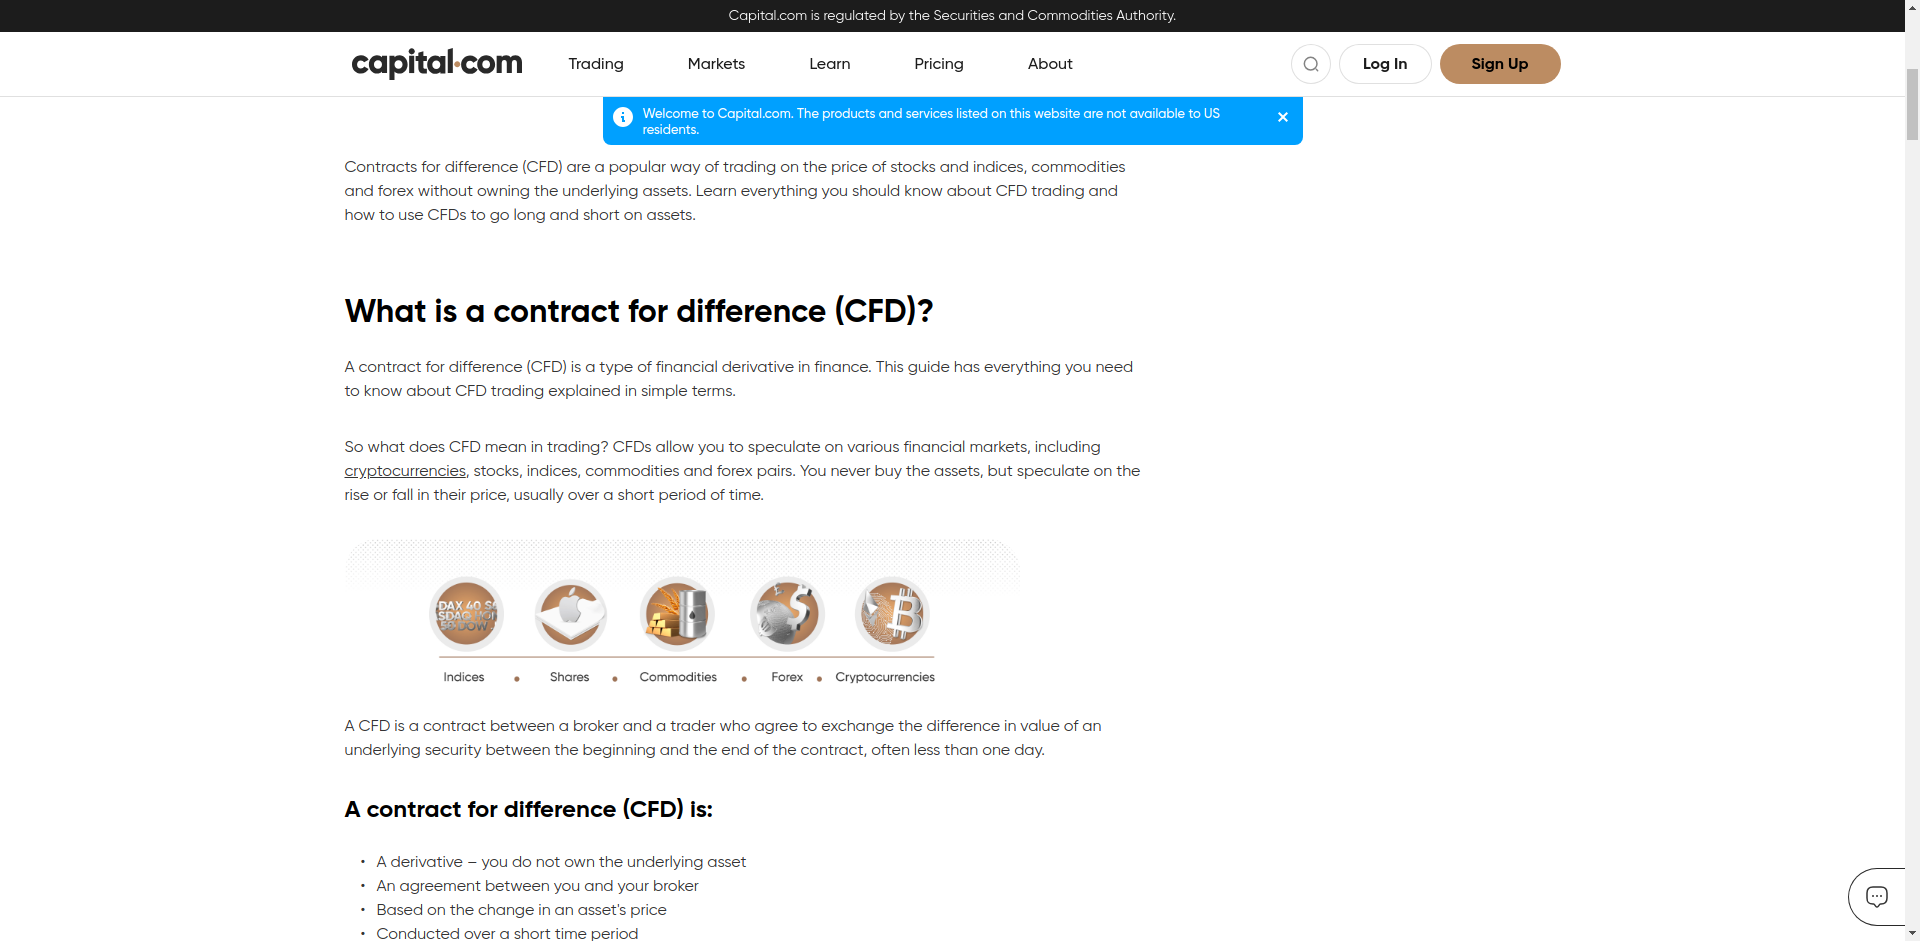 Capital.com is regulated by the Securities and Commodities Authority.
capital.com Trading Markets Learn Pricing About Log In Sign Up
Welcome to Capital.com. The products and services listed on this website are not available to US
residents.
Contracts for difference (CFD) are a popular way of trading on the price of stocks and indices, commodities
and forex without owning the underlying assets. Learn everything you should know about CFD trading and
how to use CFDs to go long and short on assets.
What is a contract for difference (CFD)?
A contract for difference (CFD) is a type of financial derivative in finance. This guide has everything you need
to know about CFD trading explained in simple terms.
So what does CFD mean in trading? CFDs allow you to speculate on various financial markets, including
cryptocurrencies, stocks, indices, commodities and forex pairs. You never buy the assets, but speculate on the
rise or fall in their price, usually over a short period of time.
DAX 40
Indices • Shares • Commodities • Forex • Cryptocurrencies
A CFD is a contract between a broker and a trader who agree to exchange the difference in value of an
underlying security between the beginning and the end of the contract, often less than one day.
A contract for difference (CFD) is:
• A derivative – you do not own the underlying asset
• An agreement between you and your broker
• Based on the change in an asset's price
• Conducted over a short time period